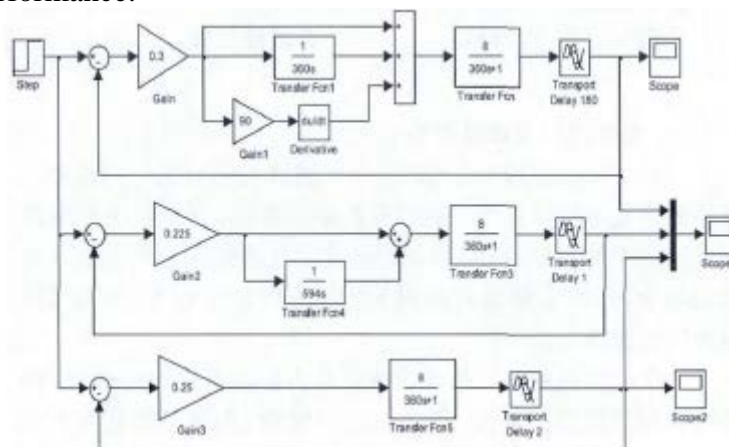 rformance.
0.3
Gain
1
360s
Transfer Fcn1
90
Gain1
du/dt
Derivative
8
360s+1
Transfer Fcn
Transport
Delay 180
Scope
Step
0.225
Gain2
1
594s
Transfer Fcn4
8
360s+1
Transfer Fcn3
Transport
Delay 1
Scope
0.25
Gain3
8
360s+1
Transfer Fcn5
Transport
Delay 2
Scope2